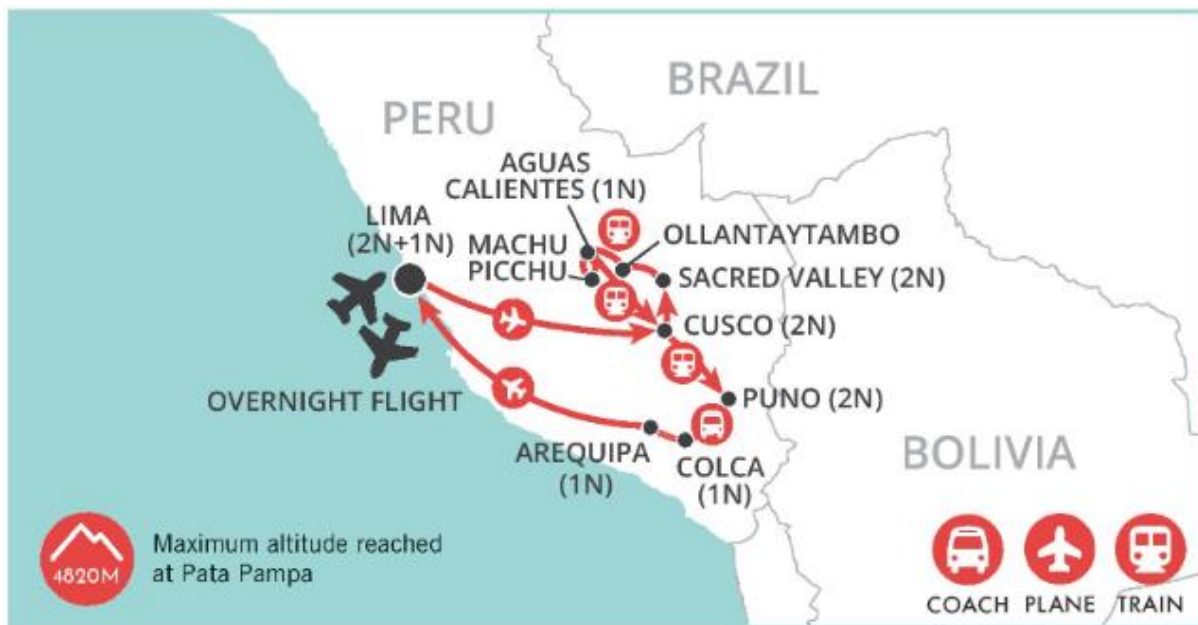 BRAZIL
PERU
AGUAS
CALIENTES (1N)
LIMA
(2N+1N)
OLLANTAYTAMBO
MACHU
PICCHU
SACRED VALLEY (2N)
CUSCO (2N)
PUNO (2N)
OVERNIGHT FLIGHT
AREQUIPA
(1N)
COLCA
(1N)
BOLIVIA
4820M
Maximum altitude reached
at Pata Pampa
COACH PLANE TRAIN